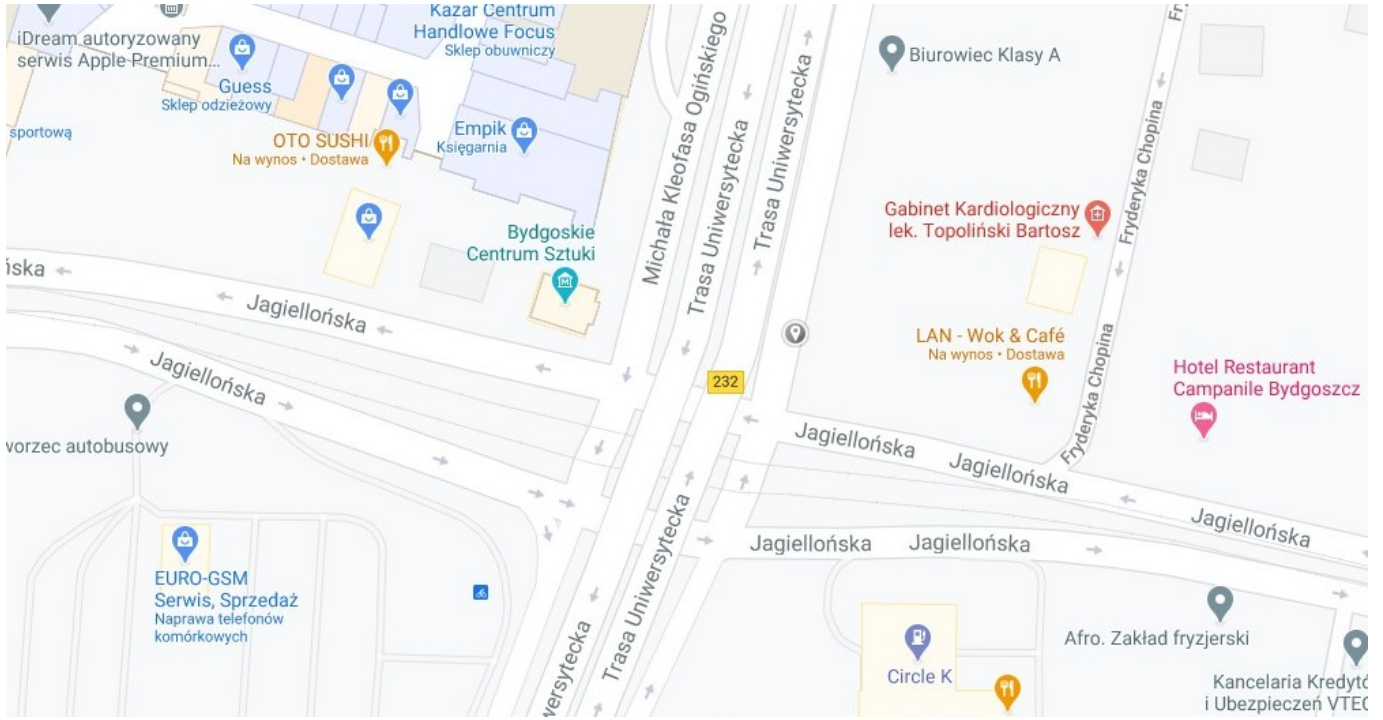 iDream autoryzowany
serwis Apple Premium...
Kazar Centrum
Handlowe Focus
Sklep obuwniczy
Guess
Sklep odzieżowy
sportową
OTO SUSHI
Na wynos • Dostawa
Empik
Księgarnia
Bydgoskie
Centrum Sztuki
Michała Kleofasa Ogińskiego
Trasa Uniwersytecka
Trasa Uniwersytecka
Biurowiec Klasy A
Fr
Fryderyka Chopina
Gabinet Kardiologiczny
lek. Topoliński Bartosz
LAN - Wok & Café
Na wynos • Dostawa
Fryderyka Chopina
Hotel Restaurant
Campanile Bydgoszcz
ńska
Jagiellońska
Jagiellońska
232
Jagiellońska
Jagiellońska
Jagiellońska
worzec autobusowy
EURO-GSM
Serwis, Sprzedaż
Naprawa telefonów
komórkowych
Trasa Uniwersytecka
wersytecka
Jagiellońska
Jagiellońska
Circle K
Afro. Zakład fryzjerski
Kancelaria Kredytó
i Ubezpieczeń VTEC